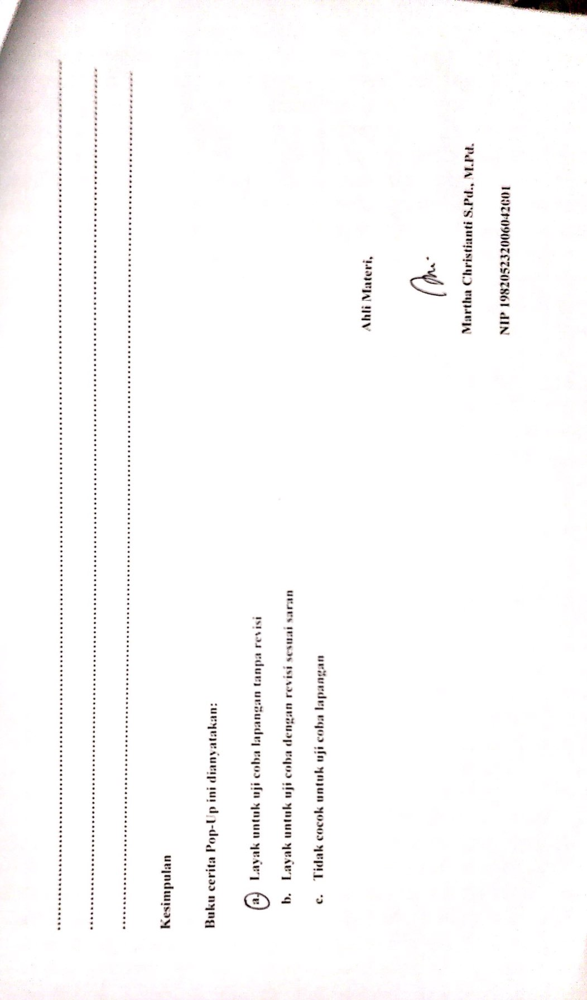 Kesimpulan
Buku cerita Pop-Up ini dianyatakan:
a. Layak untuk uji coba lapangan tanpa revisi
b. Layak untuk uji coba dengan revisi sesuai saran
c. Tidak cocok untuk uji coba lapangan
Ahli Materi,
Martha Christianti S.Pd., M.Pd.
NIP 198205232006042001